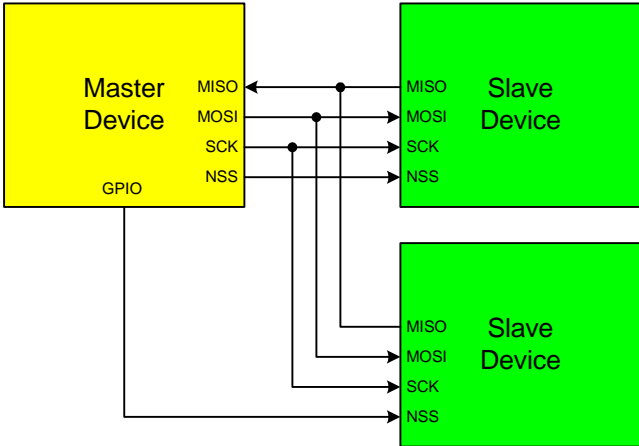 Master
Device
MISO
MOSI
SCK
NSS
GPIO
MISO
MOSI
SCK
NSS
Slave
Device
MISO
MOSI
SCK
NSS
Slave
Device